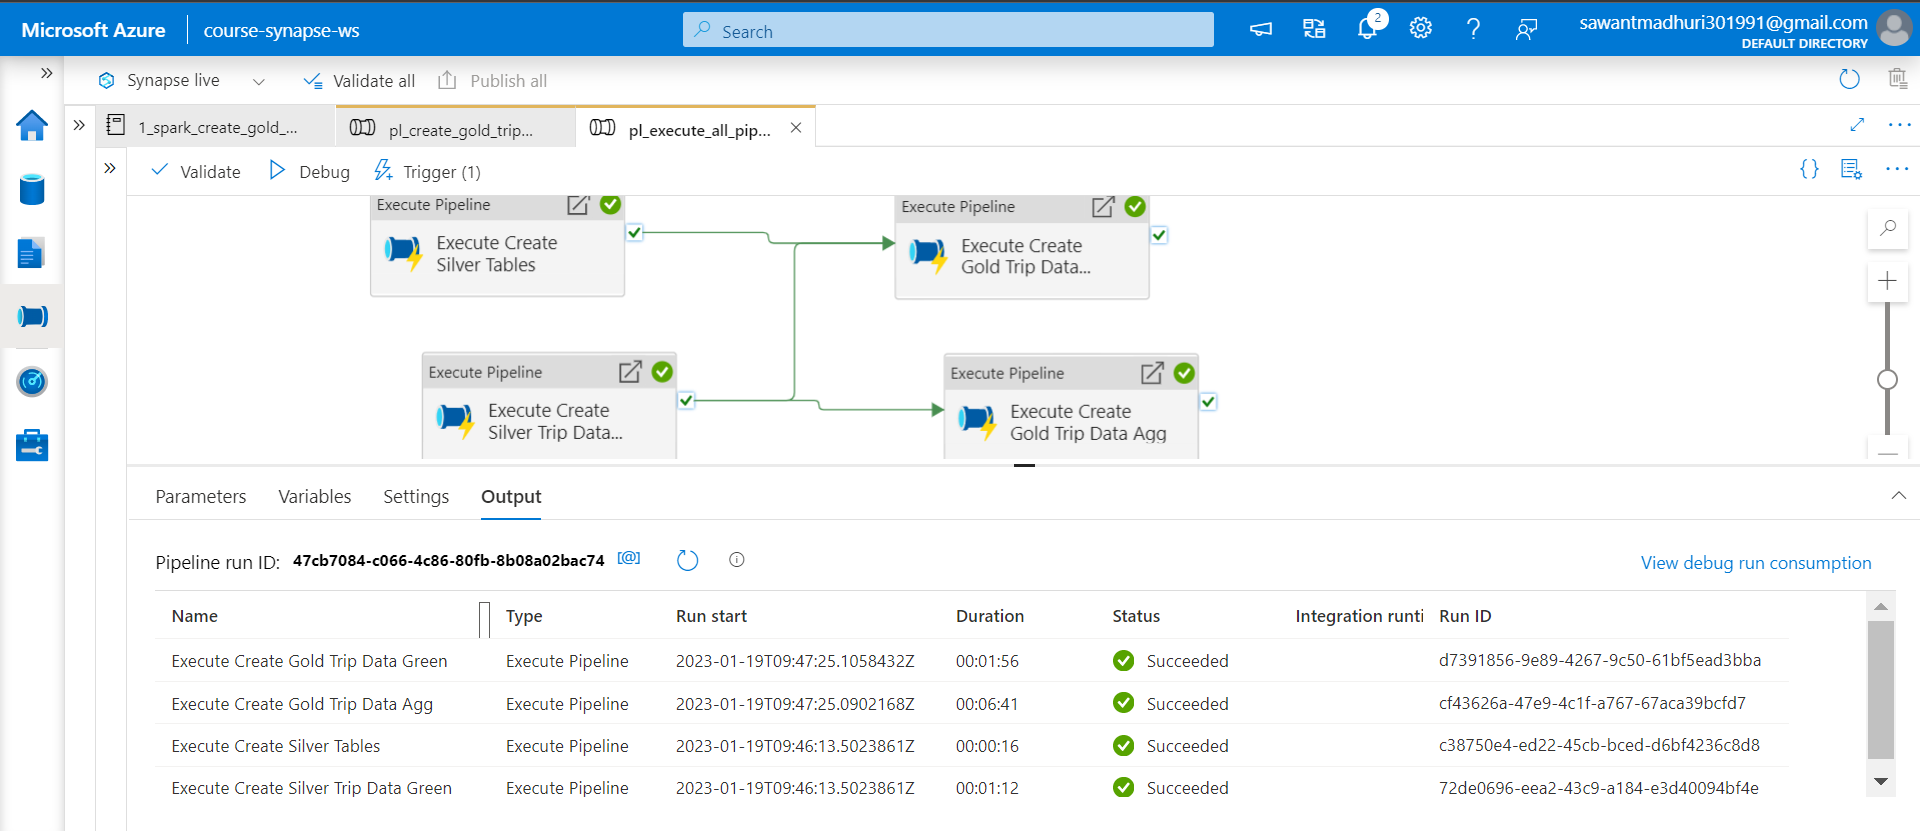 Microsoft Azure
course-synapse-ws
Search
2
sawantmadhuri301991@gmail.com
DEFAULT DIRECTORY
Synapse live
Validate all
Publish all
1_spark_create_gold_...
pl_create_gold_trip...
pl_execute_all_pip...
Validate
Debug
Trigger (1)
{}
Execute Pipeline
Execute Create
Silver Tables
Execute Pipeline
Execute Create
Gold Trip Data...
Execute Pipeline
Execute Create
Silver Trip Data...
Execute Pipeline
Execute Create
Gold Trip Data Agg
Parameters Variables Settings Output
Pipeline run ID: 47cb7084-c066-4c86-80fb-8b08a02bac74 [@]
View debug run consumption
Name Type Run start Duration Status Integration runti Run ID
Execute Create Gold Trip Data Green Execute Pipeline 2023-01-19T09:47:25.1058432Z 00:01:56 Succeeded d7391856-9e89-4267-9c50-61bf5ead3bba
Execute Create Gold Trip Data Agg Execute Pipeline 2023-01-19T09:47:25.0902168Z 00:06:41 Succeeded cf43626a-47e9-4c1f-a767-67aca39bcfd7
Execute Create Silver Tables Execute Pipeline 2023-01-19T09:46:13.5023861Z 00:00:16 Succeeded c38750e4-ed22-45cb-bced-d6bf4236c8d8
Execute Create Silver Trip Data Green Execute Pipeline 2023-01-19T09:46:13.5023861Z 00:01:12 Succeeded 72de0696-eea2-43c9-a184-e3d40094bf4e